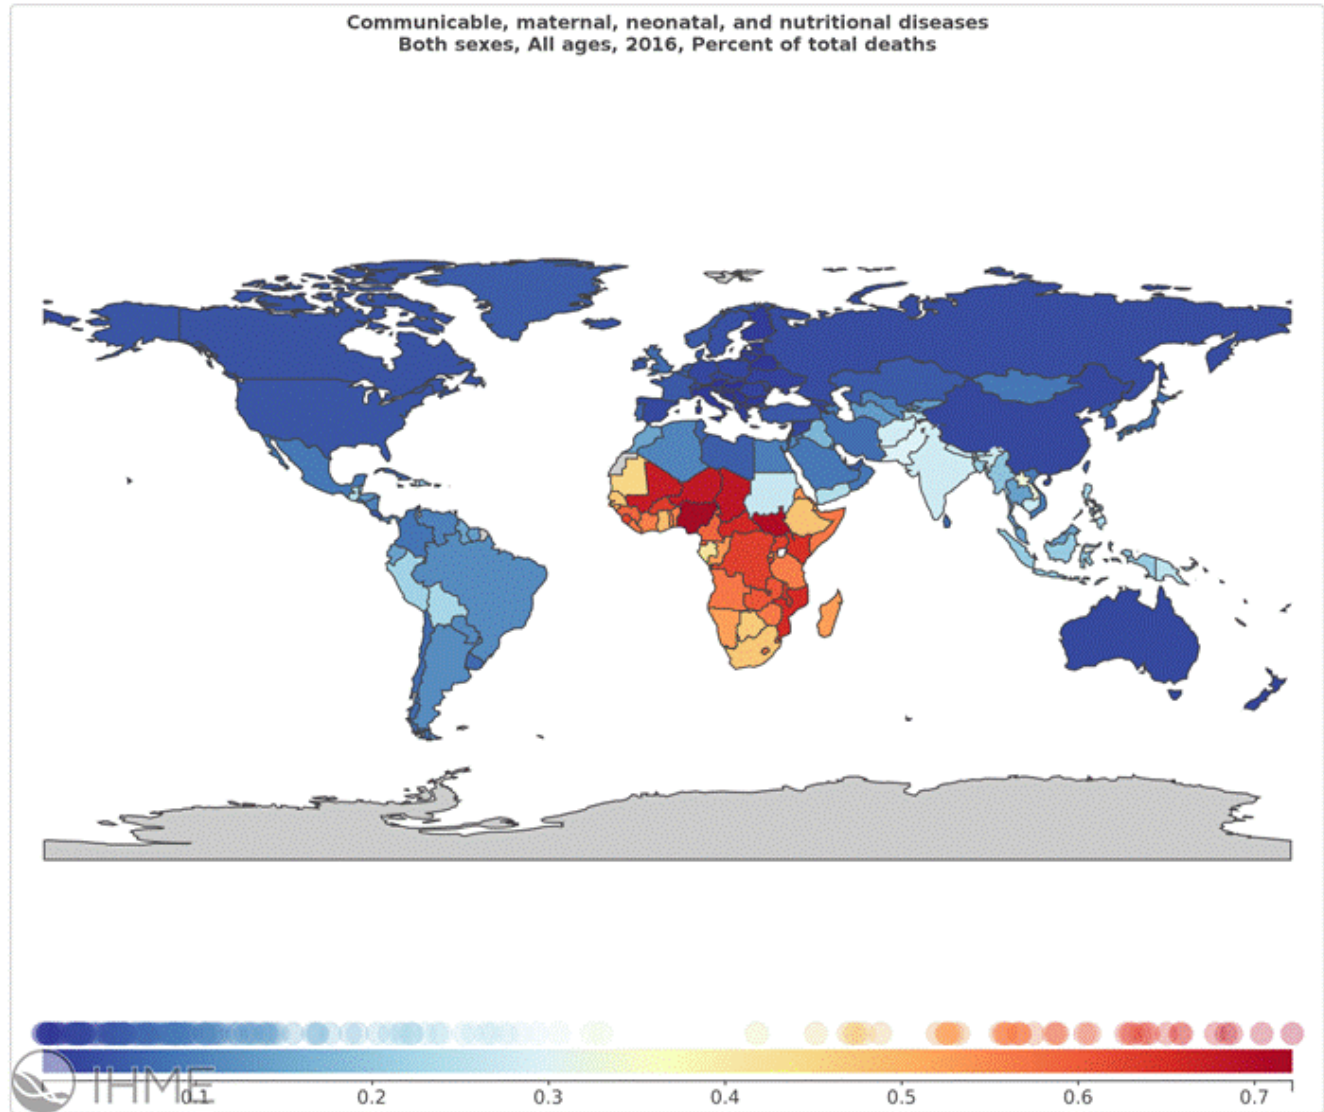 Communicable, maternal, neonatal, and nutritional diseases
Both sexes, All ages, 2016, Percent of total deaths
IHME
0.1 0.2 0.3 0.4 0.5 0.6 0.7